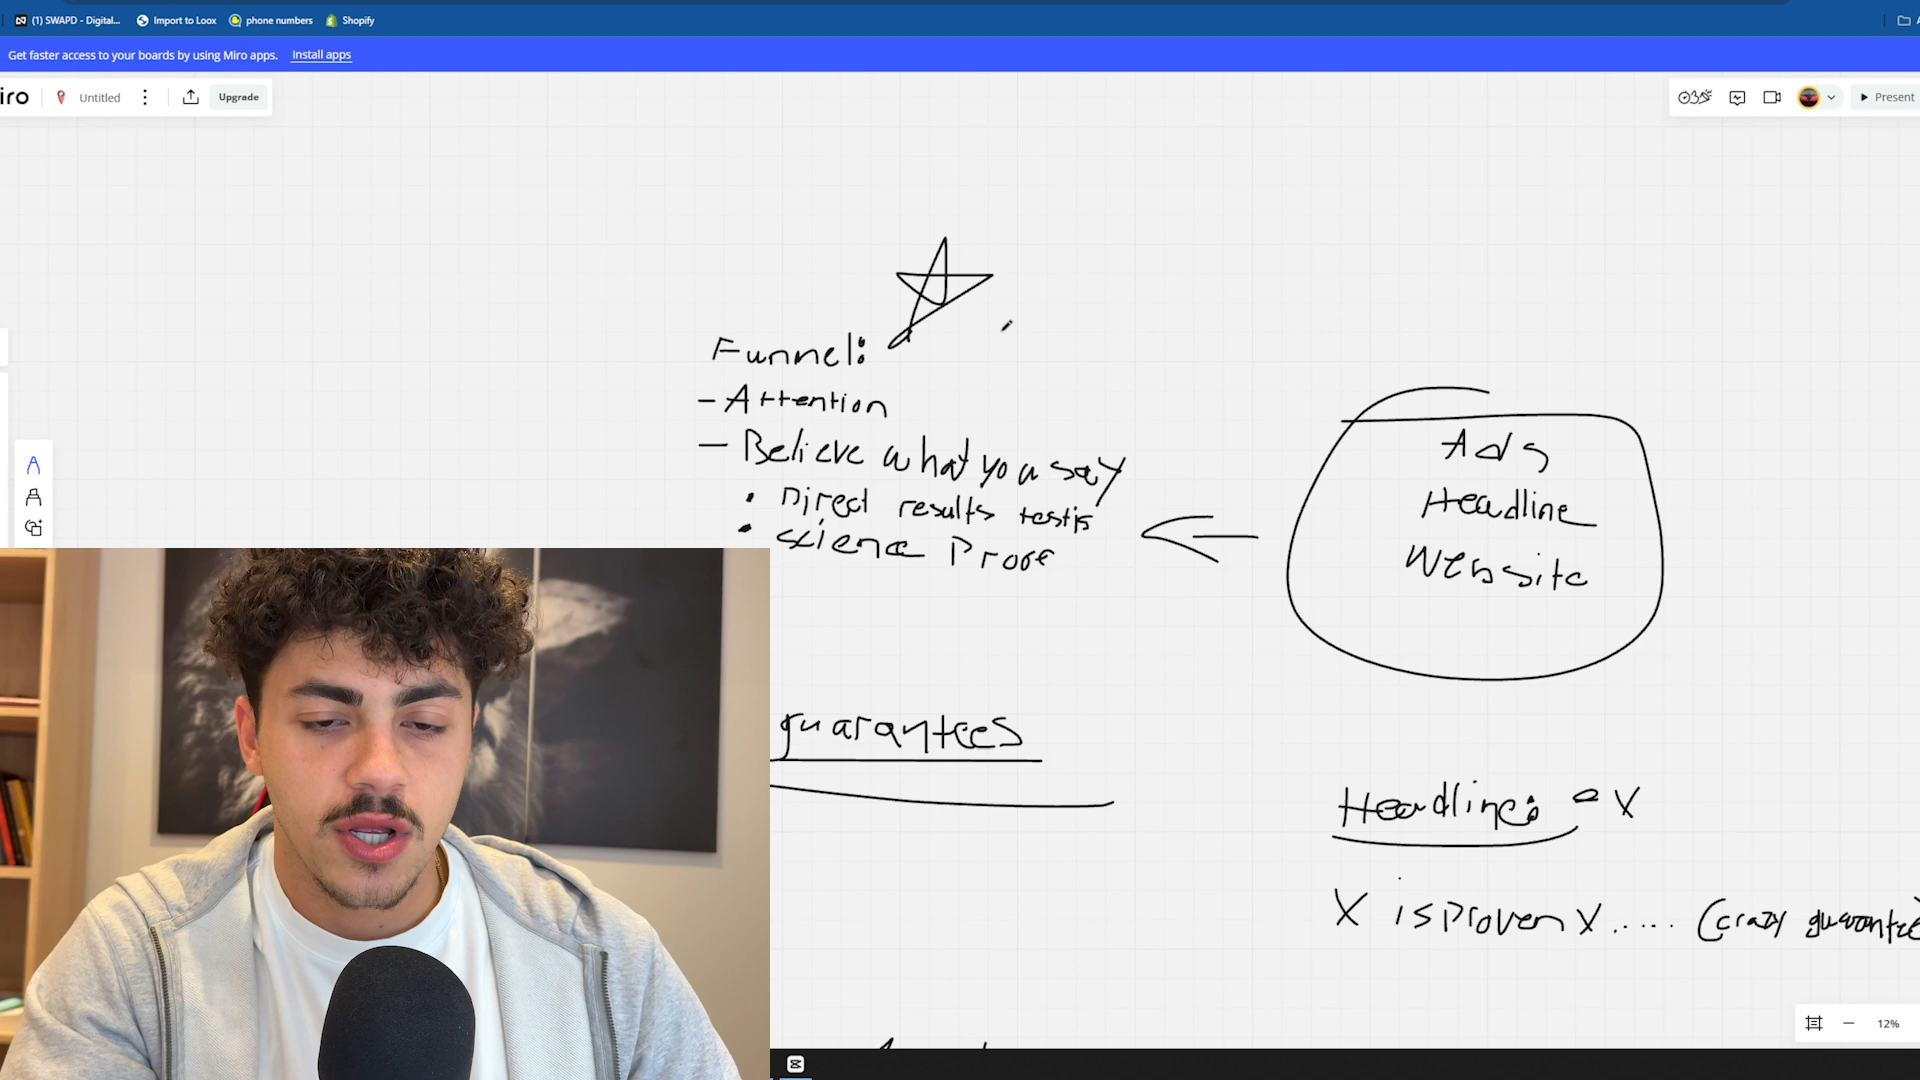 (1) SWAPD - Digital... Import to Loox phone numbers Shopify
Get faster access to your boards by using Miro apps. Install apps
iro Untitled Upgrade
Present
Funnel:
- Attention
- Believe what you say
• Direct results testis
• science Proof
Ads
Headline
Website
guarantees
Headline: ex
X is Proven X ..... (crazy guarantee)
12%